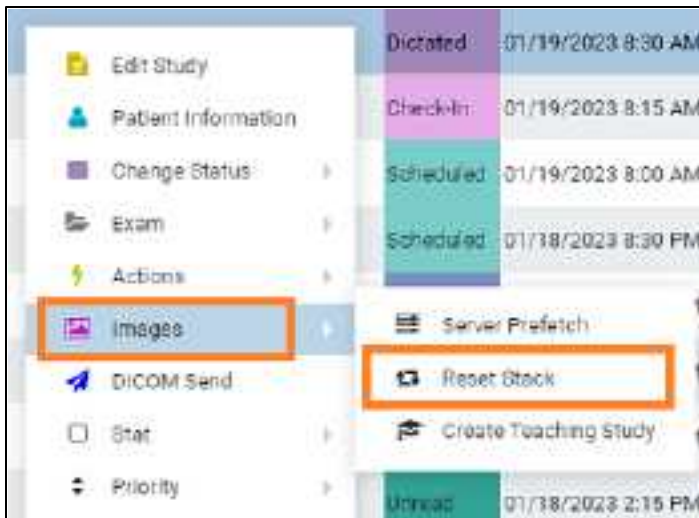 Edit Study
Patient Information
Change Status
Exam
Actions
Images
DICOM Send
Stat
Priority
Server Prefetch
Reset Stack
Create Teaching Study
Dictated 01/19/2023 8:30 AM
Check-In 01/19/2023 8:15 AM
Scheduled 01/19/2023 8:00 AM
Scheduled 01/18/2023 8:30 PM
Unread 01/18/2023 2:15 PM